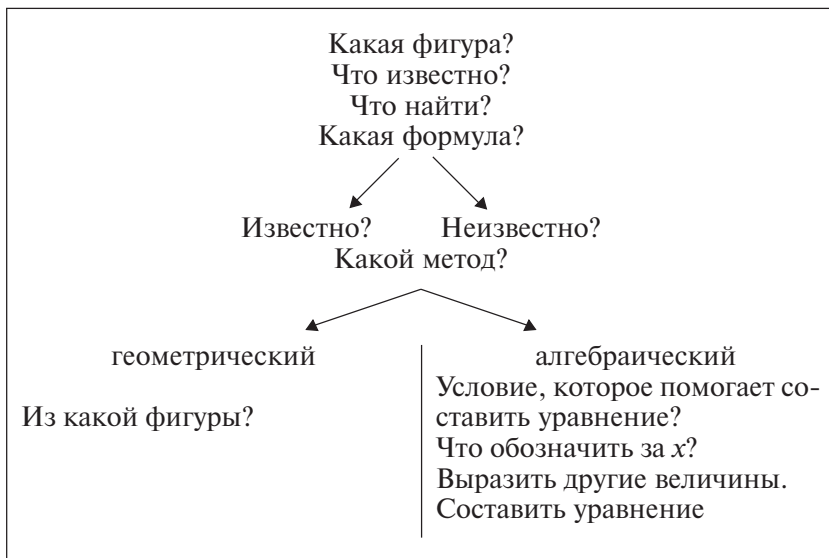 Какая фигура?
Что известно?
Что найти?
Какая формула?
Известно? Неизвестно?
Какой метод?
геометрический
Из какой фигуры?
алгебраический
Условие, которое помогает со-
ставить уравнение?
Что обозначить за x?
Выразить другие величины.
Составить уравнение